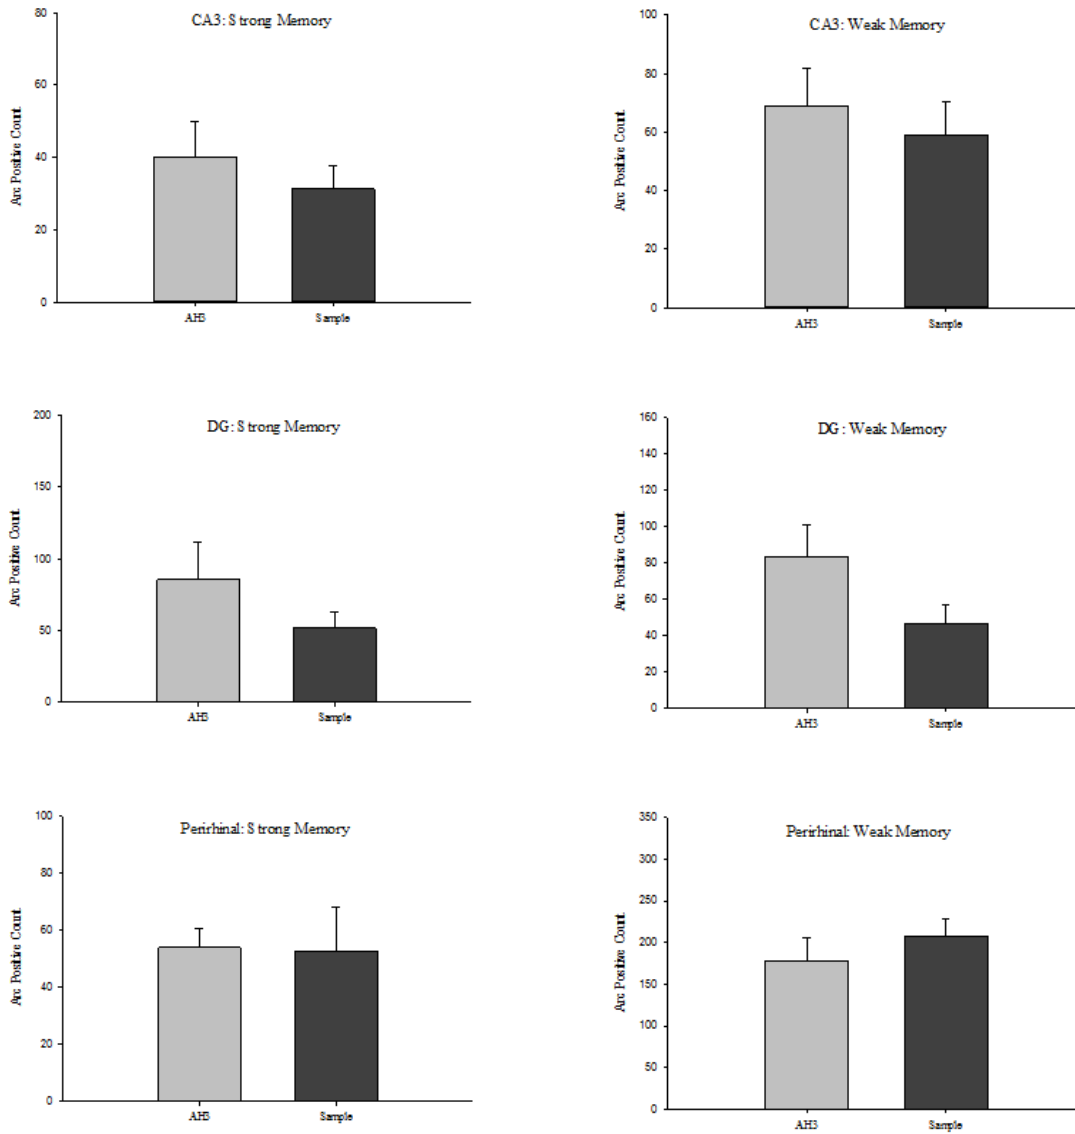 CA3: Strong Memory
Arc Positive Count
80
60
40
20
0
AH3
Sample
CA3: Weak Memory
Arc Positive Count
100
80
60
40
20
0
AH3
Sample
DG: Strong Memory
Arc Positive Count
200
150
100
50
0
AH3
Sample
DG: Weak Memory
Arc Positive Count
160
140
120
100
80
60
40
20
0
AH3
Sample
Perirhinal: Strong Memory
Arc Positive Count
100
80
60
40
20
0
AH3
Sample
Perirhinal: Weak Memory
Arc Positive Count
350
300
250
200
150
100
50
0
AH3
Sample